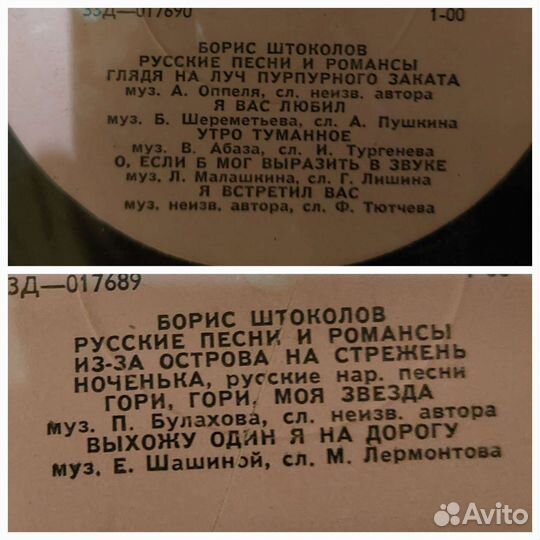 33Д—017690 1-00
БОРИС ШТОКОЛОВ
РУССКИЕ ПЕСНИ И РОМАНСЫ
ГЛЯДЯ НА ЛУЧ ПУРПУРНОГО ЗАКАТА
муз. А. Оппеля, сл. неизв. автора
Я ВАС ЛЮБИЛ
муз. Б. Шереметьева, сл. А. Пушкина
УТРО ТУМАННОЕ
муз. В. Абаза, сл. И. Тургенева
О, ЕСЛИ Б МОГ ВЫРАЗИТЬ В ЗВУКЕ
муз. Л. Малашкина, сл. Г. Лишина
Я ВСТРЕТИЛ ВАС
муз. неизв. автора, сл. Ф. Тютчева
33Д—017689 1-00
БОРИС ШТОКОЛОВ
РУССКИЕ ПЕСНИ И РОМАНСЫ
ИЗ-ЗА ОСТРОВА НА СТРЕЖЕНЬ
НОЧЕНЬКА, русские нар. песни
ГОРИ, ГОРИ, МОЯ ЗВЕЗДА
муз. П. Булахова, сл. неизв. автора
ВЫХОЖУ ОДИН Я НА ДОРОГУ
муз. Е. Шашиной, сл. М. Лермонтова
Avito